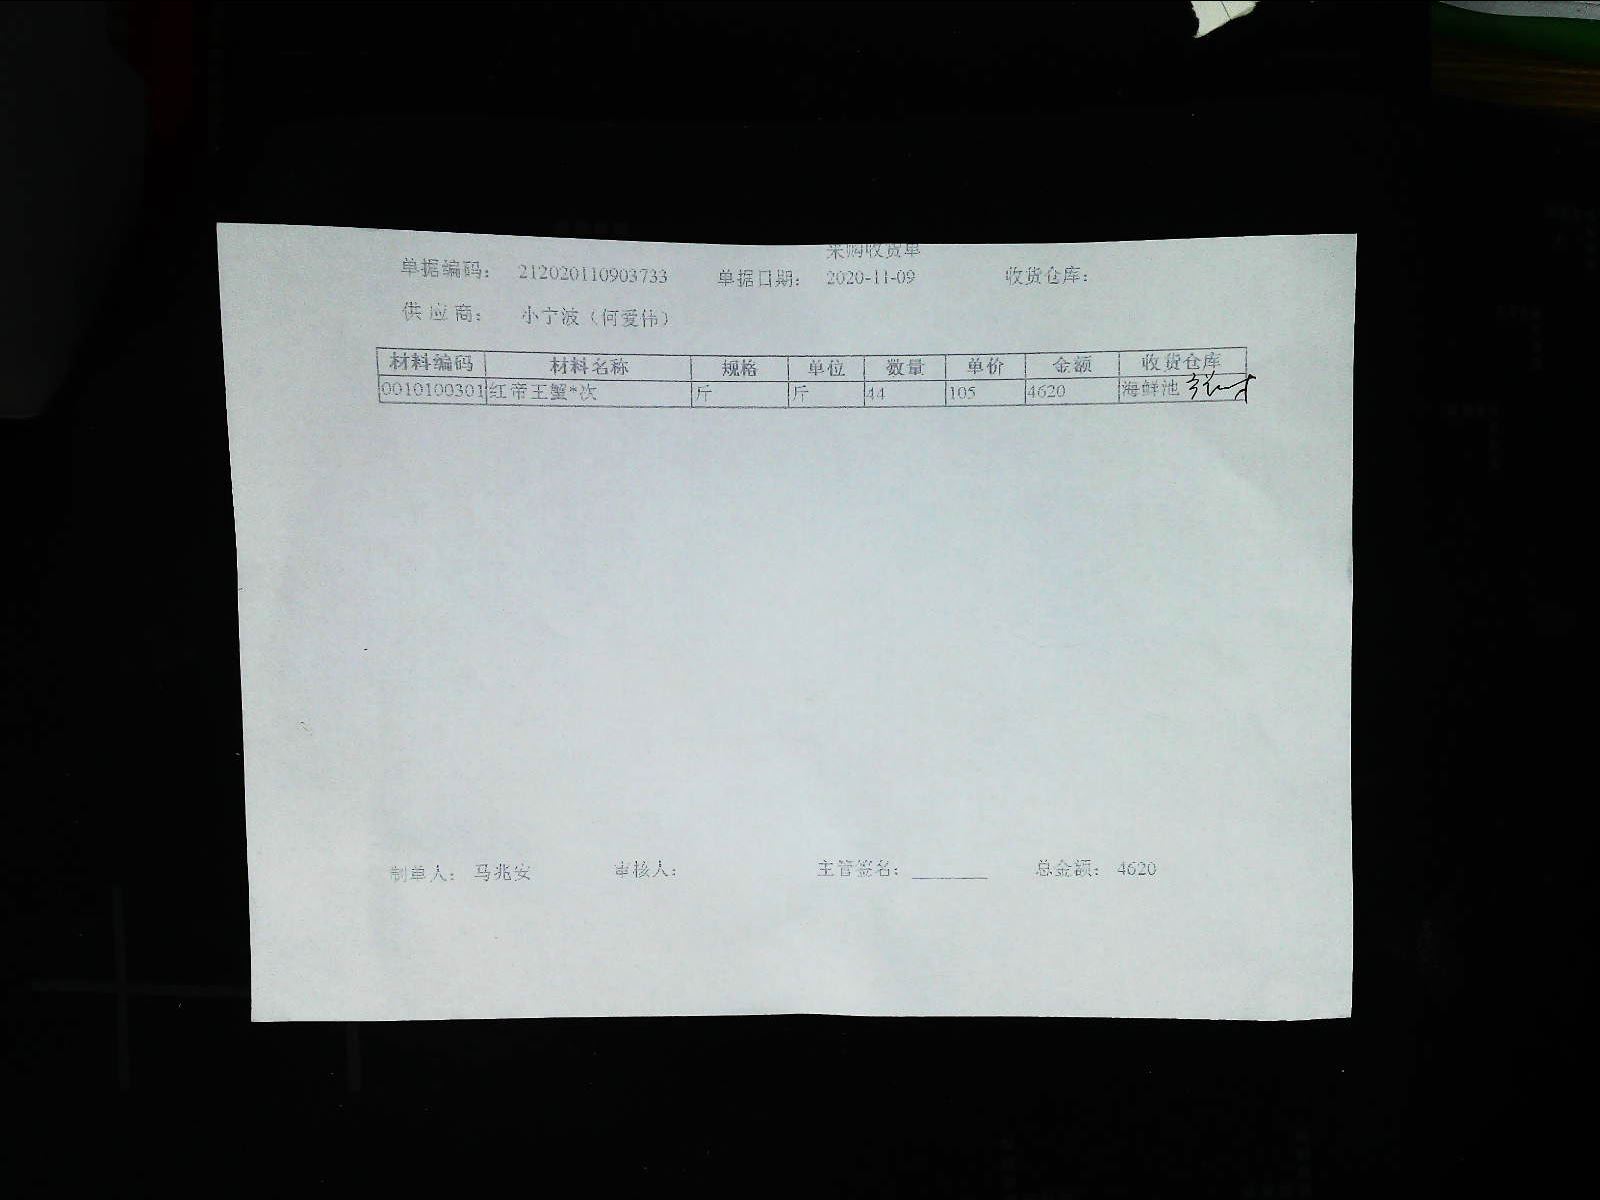 采购收货单
单据编码： 212020110903733 单据日期： 2020-11-09 收货仓库：
供应商： 小宁波（何爱伟）
材料编码 材料名称 规格 单位 数量 单价 金额 收货仓库
0010100301 红帝王蟹*次 斤 斤 44 105 4620 海鲜池
制单人： 马兆安 审核人： 主管签名： 总金额： 4620